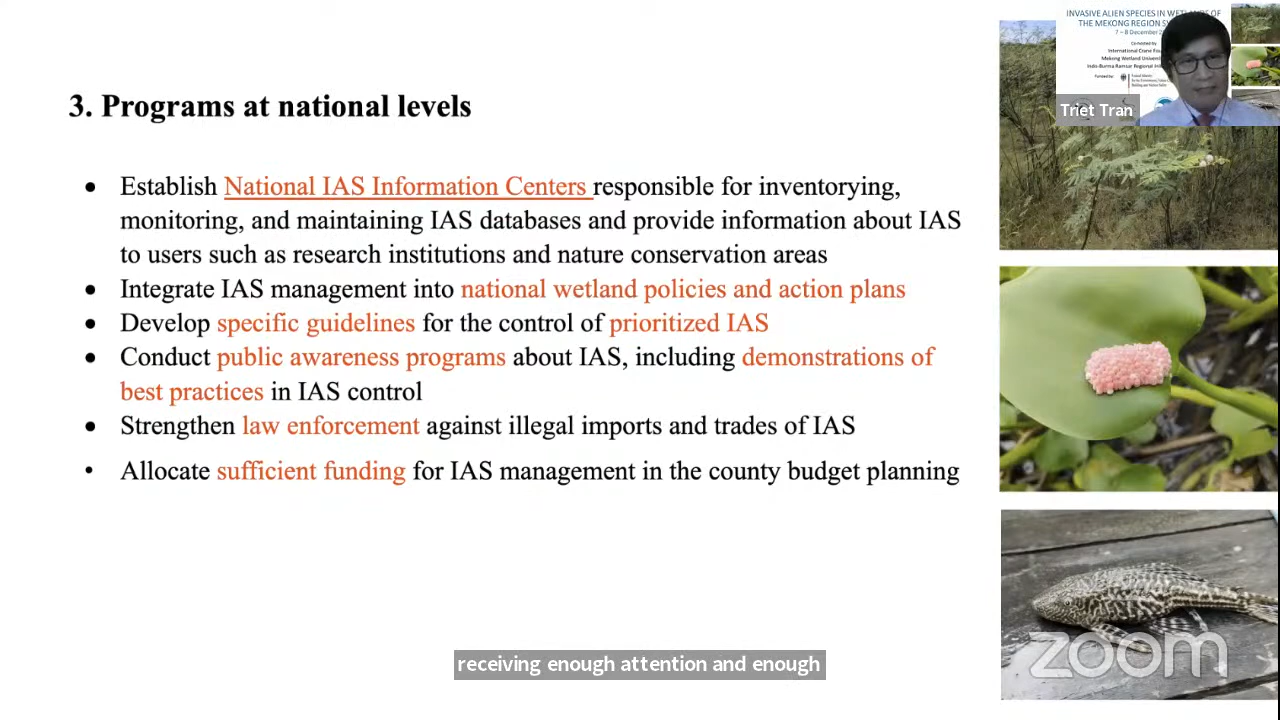 INVASIVE ALIEN SPECIES IN WETLANDS OF
THE MEKONG REGION
7 – 8 December
Co-hosted by
International Crane
Mekong Wetland
Indo-Burma Ramsar Regional
Funded by:
Triet Tran
3. Programs at national levels
• Establish National IAS Information Centers responsible for inventorying,
monitoring, and maintaining IAS databases and provide information about IAS
to users such as research institutions and nature conservation areas
• Integrate IAS management into national wetland policies and action plans
• Develop specific guidelines for the control of prioritized IAS
• Conduct public awareness programs about IAS, including demonstrations of
best practices in IAS control
• Strengthen law enforcement against illegal imports and trades of IAS
• Allocate sufficient funding for IAS management in the county budget planning
zoom
receiving enough attention and enough